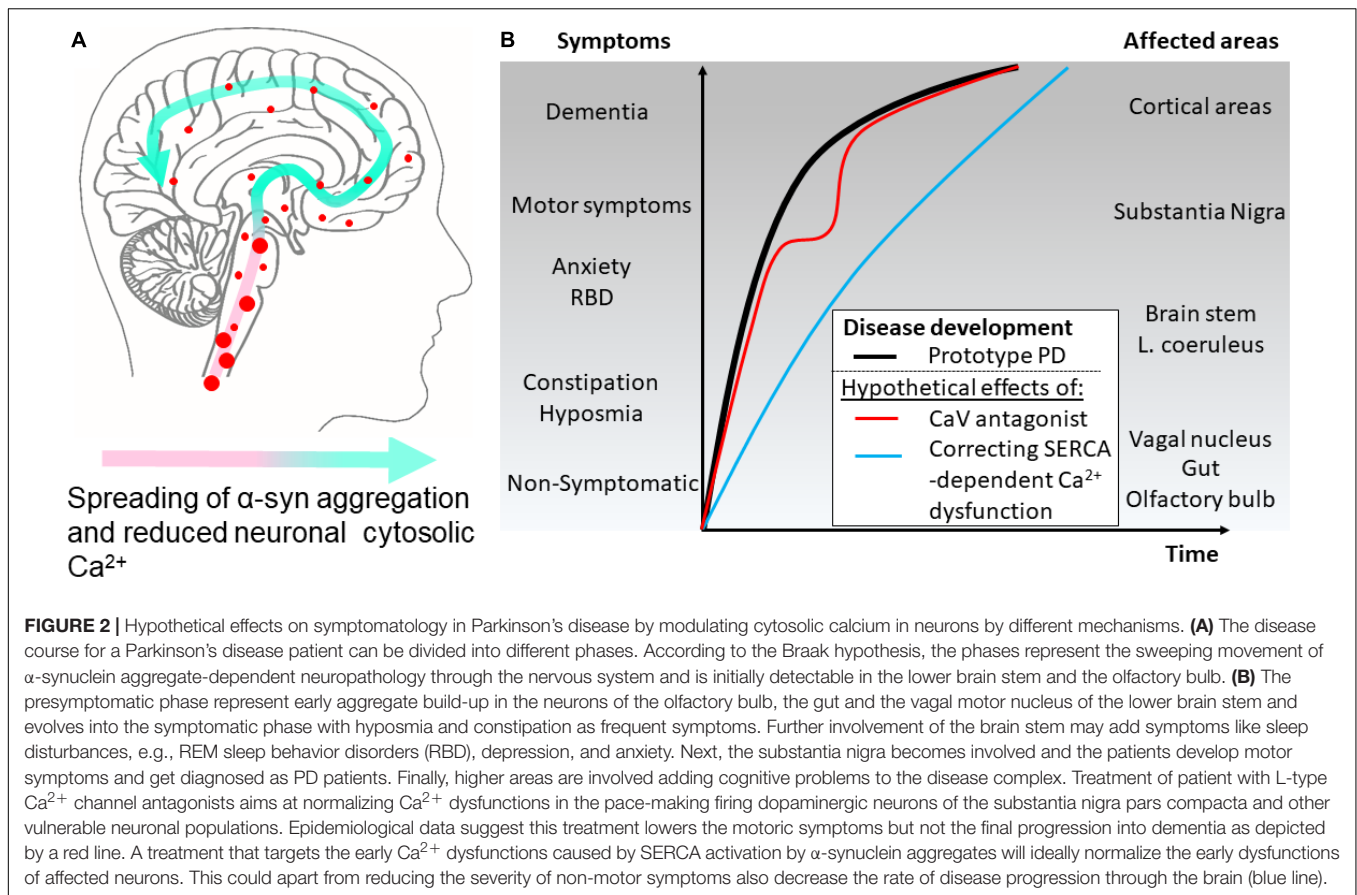 A
Spreading of α-syn aggregation
and reduced neuronal cytosolic
Ca²⁺
B
Symptoms
Affected areas
Dementia
Motor symptoms
Anxiety
RBD
Constipation
Hyposmia
Non-Symptomatic
Cortical areas
Substantia Nigra
Brain stem
L. coeruleus
Vagal nucleus
Gut
Olfactory bulb
Disease development
Prototype PD
Hypothetical effects of:
CaV antagonist
Correcting SERCA
-dependent Ca²⁺
dysfunction
Time
FIGURE 2 | Hypothetical effects on symptomatology in Parkinson's disease by modulating cytosolic calcium in neurons by different mechanisms. (A) The disease
course for a Parkinson's disease patient can be divided into different phases. According to the Braak hypothesis, the phases represent the sweeping movement of
α-synuclein aggregate-dependent neuropathology through the nervous system and is initially detectable in the lower brain stem and the olfactory bulb. (B) The
presymptomatic phase represent early aggregate build-up in the neurons of the olfactory bulb, the gut and the vagal motor nucleus of the lower brain stem and
evolves into the symptomatic phase with hyposmia and constipation as frequent symptoms. Further involvement of the brain stem may add symptoms like sleep
disturbances, e.g., REM sleep behavior disorders (RBD), depression, and anxiety. Next, the substantia nigra becomes involved and the patients develop motor
symptoms and get diagnosed as PD patients. Finally, higher areas are involved adding cognitive problems to the disease complex. Treatment of patient with L-type
Ca²⁺ channel antagonists aims at normalizing Ca²⁺ dysfunctions in the pace-making firing dopaminergic neurons of the substantia nigra pars compacta and other
vulnerable neuronal populations. Epidemiological data suggest this treatment lowers the motoric symptoms but not the final progression into dementia as depicted
by a red line. A treatment that targets the early Ca²⁺ dysfunctions caused by SERCA activation by α-synuclein aggregates will ideally normalize the early dysfunctions
of affected neurons. This could apart from reducing the severity of non-motor symptoms also decrease the rate of disease progression through the brain (blue line).